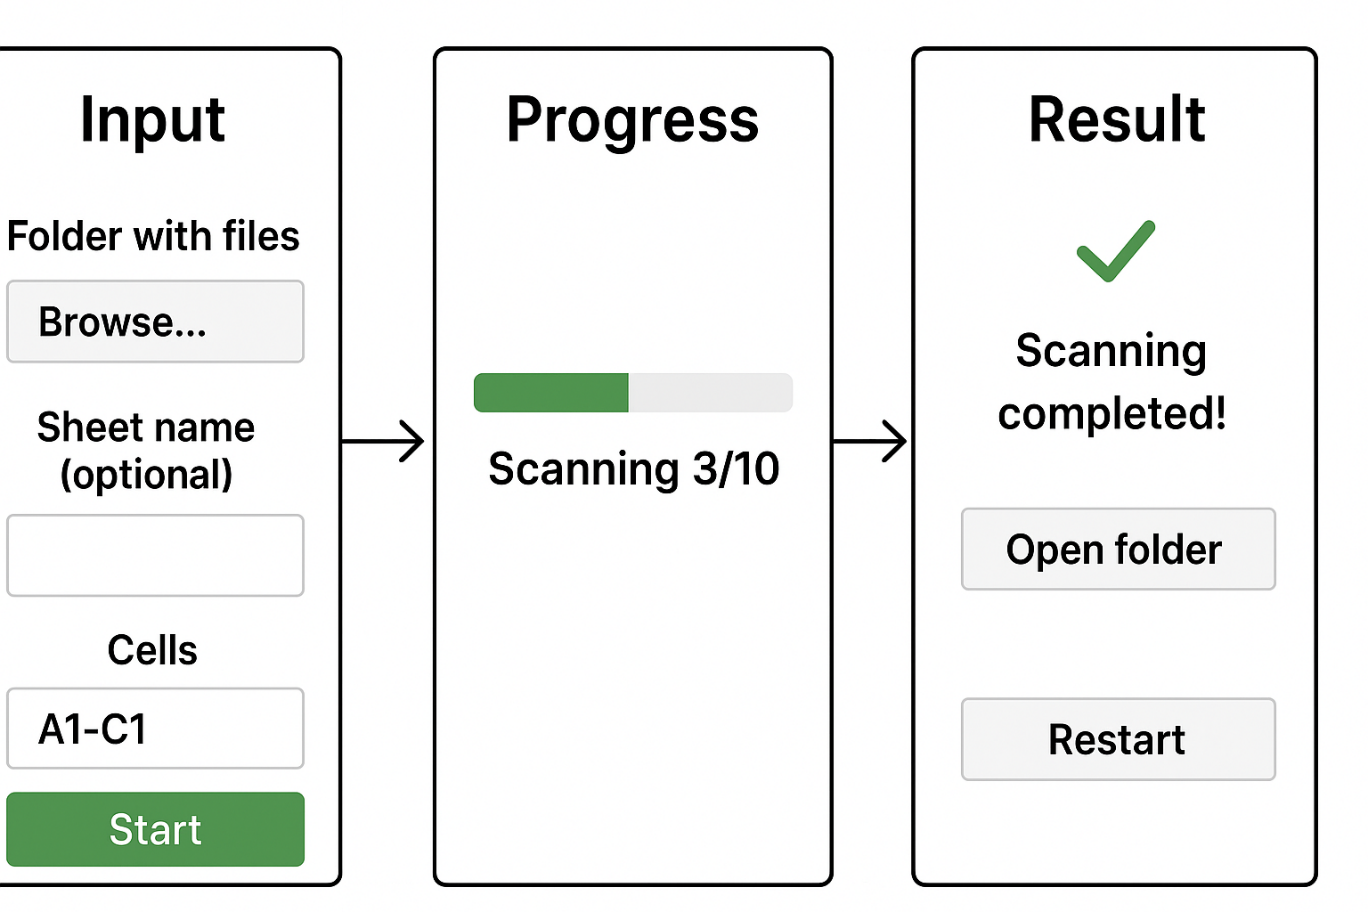 Input
Folder with files
Browse...
Sheet name
(optional)
Cells
A1-C1
Start
Progress
Scanning 3/10
Result
Scanning
completed!
Open folder
Restart